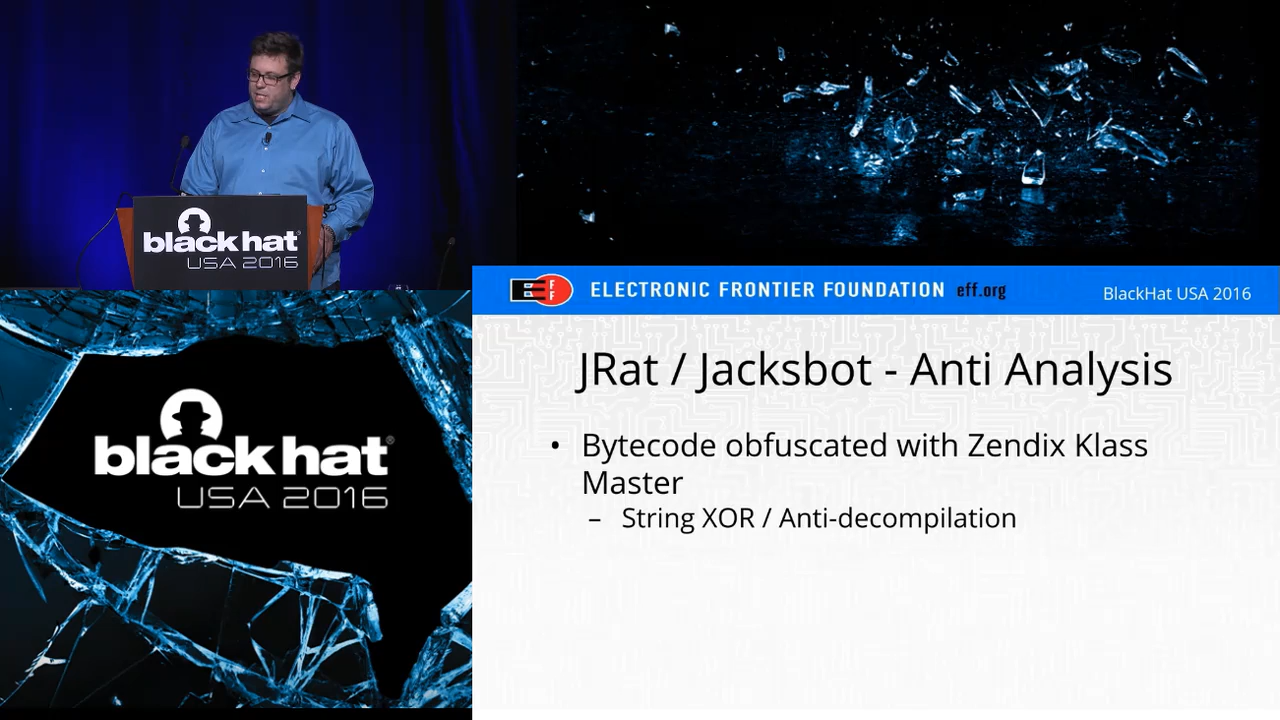 black hat
USA 2016
black hat
USA 2016
EFF
ELECTRONIC FRONTIER FOUNDATION eff.org
BlackHat USA 2016
JRat / Jacksbot - Anti Analysis
• Bytecode obfuscated with Zendix Klass
Master
– String XOR / Anti-decompilation